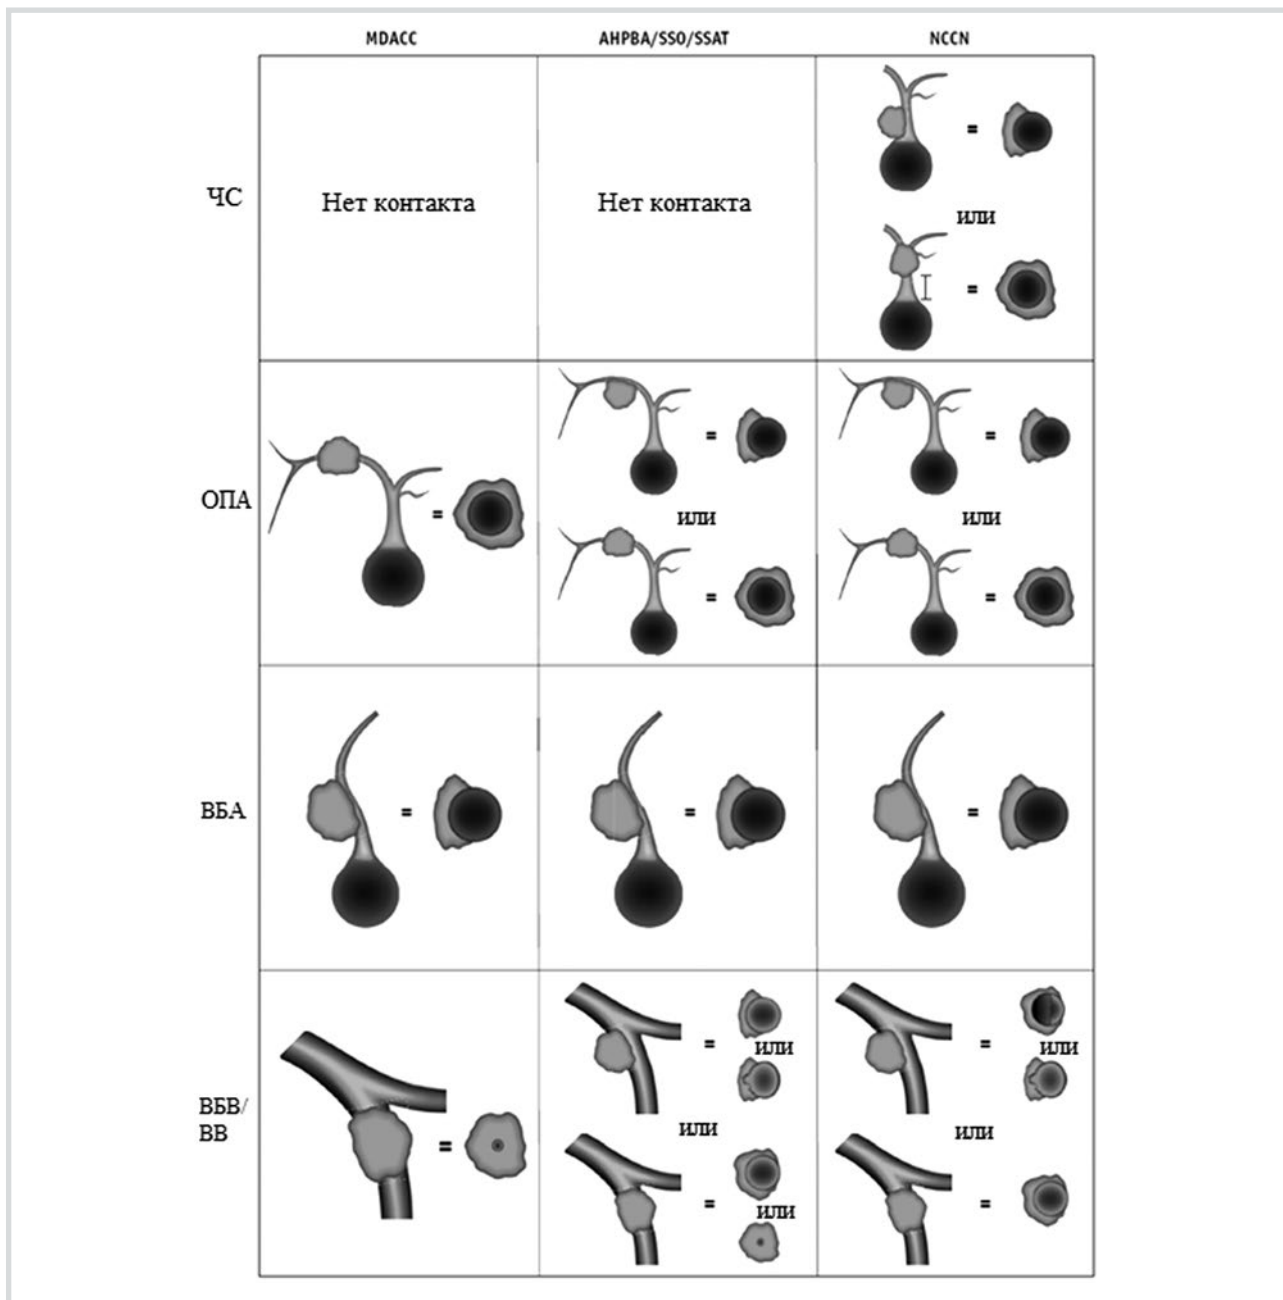 MDACC AHPBA/SSO/SSAT NCCN
ЧС
Нет контакта
Нет контакта
=
или
=
ОПА
=
=
или
=
=
или
=
ВБА
=
=
=
ВБВ/
ВВ
=
=
или
или
=
или
=
или
или
=